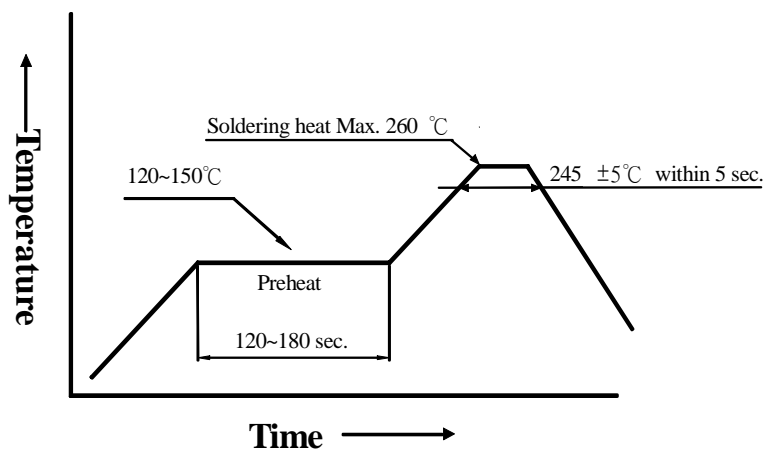 Soldering heat Max. 260 ℃
120~150℃
245 ±5℃ within 5 sec.
Preheat
120~180 sec.
Temperature
Time